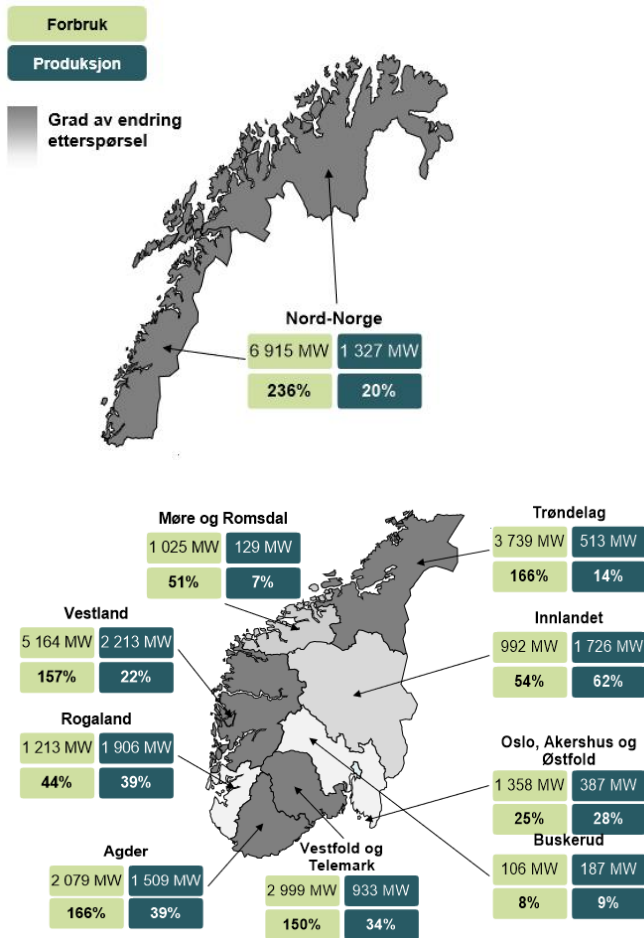 Forbruk
Produksjon
Grad av endring
etterspørsel
Nord-Norge
6 915 MW 1 327 MW
236% 20%
Møre og Romsdal
1 025 MW 129 MW
51% 7%
Trøndelag
3 739 MW 513 MW
166% 14%
Vestland
5 164 MW 2 213 MW
157% 22%
Innlandet
992 MW 1 726 MW
54% 62%
Rogaland
1 213 MW 1 906 MW
44% 39%
Oslo, Akershus og
Østfold
1 358 MW 387 MW
25% 28%
Agder
2 079 MW 1 509 MW
166% 39%
Vestfold og
Telemark
2 999 MW 933 MW
150% 34%
Buskerud
106 MW 187 MW
8% 9%